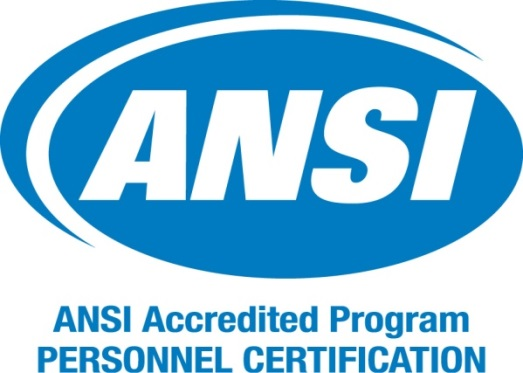 ANSI
ANSI Accredited Program
PERSONNEL CERTIFICATION